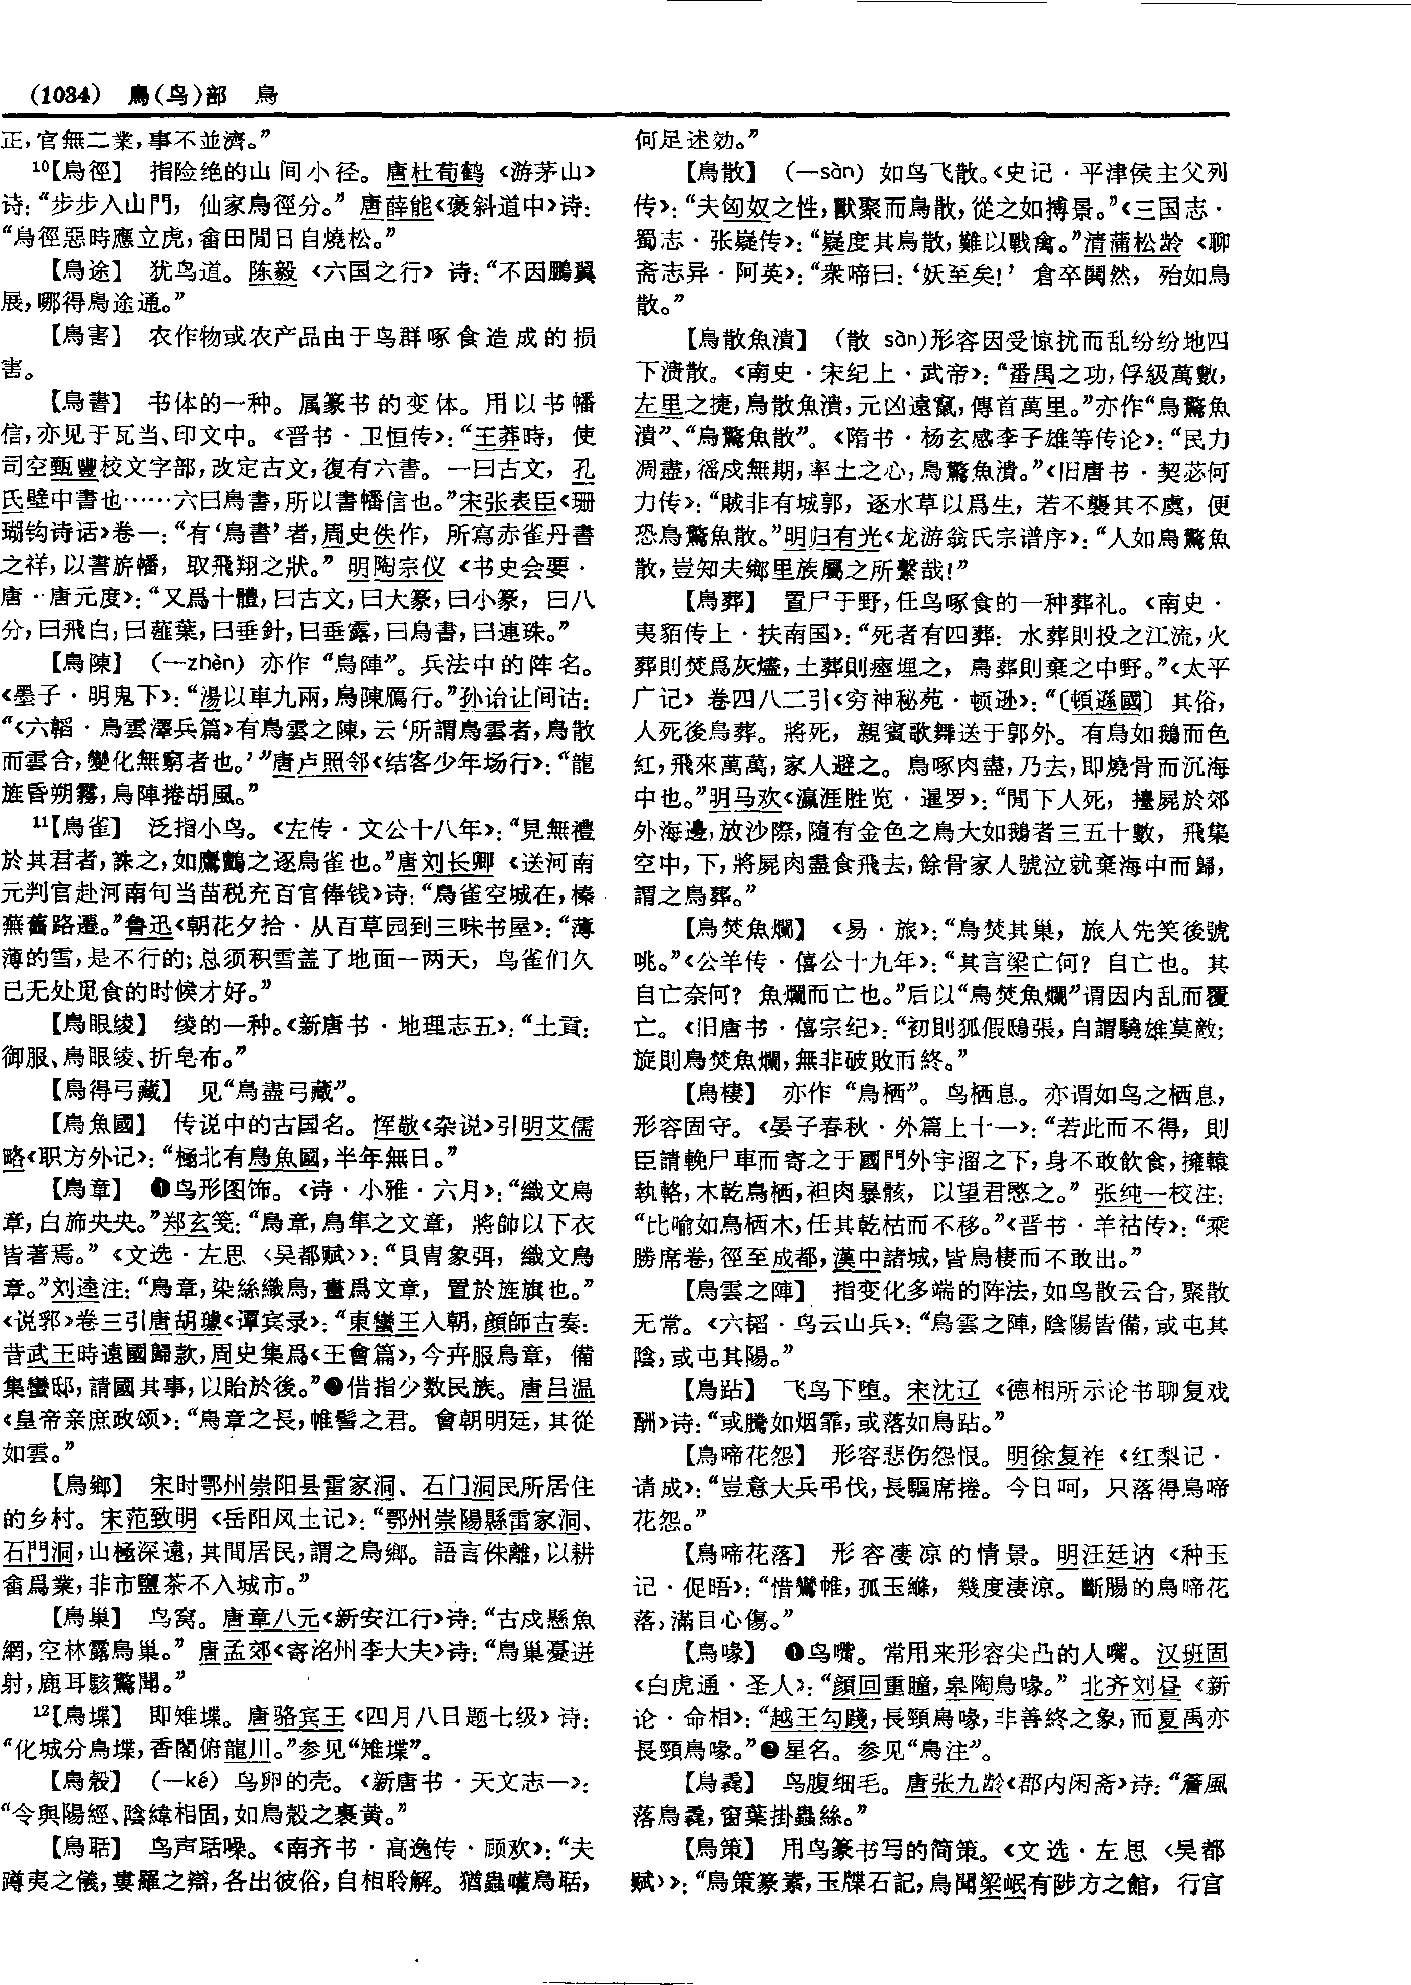 (1034) 鳥(鸟)部 鳥
正，官無二業，事不並濟。”
10【鳥徑】 指险绝的山间小径。唐杜荀鹤《游茅山》
诗：“步步入山門，仙家鳥徑分。”唐薛能《褒斜道中》诗：
“鳥徑惡時應立虎，畬田閒日自燒松。”
【鳥途】 犹鸟道。陈毅《六国之行》诗：“不因鵬翼
展，哪得鳥途通。”
【鳥害】 农作物或农产品由于鸟群啄食造成的损
害。
【鳥書】 书体的一种。属篆书的变体。用以书幡
信，亦见于瓦当、印文中。《晋书·卫恒传》：“王莽時，使
司空甄豐校文字部，改定古文，復有六書。一曰古文，孔
氏壁中書也……六曰鳥書，所以書幡信也。”宋张表臣《珊
瑚钩诗话》卷一：“有‘鳥書’者，周史佚作，所寫赤雀丹書
之祥，以書旂幡，取飛翔之狀。”明陶宗仪《书史会要·
唐·唐元度》：“又爲十體，曰古文，曰大篆，曰小篆，曰八
分，曰飛白，曰薤葉，曰垂針，曰垂露，曰鳥書，曰連珠。”
【鳥陳】 （—zhèn）亦作“鳥陣”。兵法中的阵名。
《墨子·明鬼下》：“湯以車九兩，鳥陳鴈行。”孙诒让间诂：
“《六韜·鳥雲澤兵篇》有鳥雲之陳，云‘所謂鳥雲者，鳥散
而雲合，變化無窮者也。’”唐卢照邻《结客少年场行》：“龍
旌昏朔霧，鳥陣捲胡風。”
11【鳥雀】 泛指小鸟。《左传·文公十八年》：“見無禮
於其君者，誅之，如鷹鸇之逐鳥雀也。”唐刘长卿《送河南
元判官赴河南句当苗税充百官俸钱》诗：“鳥雀空城在，榛
蕪舊路遷。”鲁迅《朝花夕拾·从百草园到三味书屋》：“薄
薄的雪，是不行的；总须积雪盖了地面一两天，鸟雀们久
已无处觅食的时候才好。”
【鳥眼绫】 绫的一种。《新唐书·地理志五》：“土貢：
御服、鳥眼绫、折皂布。”
【鳥得弓藏】 见“鳥盡弓藏”。
【鳥魚國】 传说中的古国名。恽敬《杂说》引明艾儒
略《职方外记》：“極北有鳥魚國，半年無日。”
【鳥章】 ❶鸟形图饰。《诗·小雅·六月》：“織文鳥
章，白斾央央。”郑玄笺：“鳥章，鳥隼之文章，將帥以下衣
皆著焉。”《文选·左思〈吴都赋〉》：“貝冑象弭，織文鳥
章。”刘逵注：“鳥章，染絲織鳥，畫爲文章，置於旌旗也。”
《说郛》卷三引唐胡璩《谭宾录》：“東蠻王入朝，顔師古奏：
昔武王時遠國歸款，周史集爲《王會篇》，今卉服鳥章，備
集蠻邸，請圖其事，以貽於後。”❷借指少数民族。唐吕温
《皇帝亲庶政颂》：“鳥章之長，帷髻之君。會朝明廷，其從
如雲。”
【鳥鄉】 宋时鄂州崇阳县雷家洞、石门洞民所居住
的乡村。宋范致明《岳阳风土记》：“鄂州崇陽縣雷家洞、
石門洞，山極深遠，其間居民，謂之鳥鄉。語言侏離，以耕
畬爲業，非市鹽茶不入城市。”
【鳥巢】 鸟窝。唐章八元《新安江行》诗：“古戍懸魚
網，空林露鳥巢。”唐孟郊《寄洺州李大夫》诗：“鳥巢憂迸
射，鹿耳駭驚聞。”
12【鳥堞】 即雉堞。唐骆宾王《四月八日题七级》诗：
“化城分鳥堞，香閣俯龍川。”参见“雉堞”。
【鳥殻】 （—ké）鸟卵的壳。《新唐书·天文志一》：
“令與陽經、陰緯相固，如鳥殻之裹黄。”
【鳥聒】 鸟声聒噪。《南齐书·高逸传·顾欢》：“夫
蹲夷之儀，婁羅之辯，各出彼俗，自相聆解。猶蟲嚾鳥聒，
何足述効。”
【鳥散】 （—sàn）如鸟飞散。《史记·平津侯主父列
传》：“夫匈奴之性，獸聚而鳥散，從之如搏景。”《三国志·
蜀志·张嶷传》：“嶷度其鳥散，難以戰禽。”清蒲松龄《聊
斋志异·阿英》：“衆啼曰：‘妖至矣！’倉卒鬨然，殆如鳥
散。”
【鳥散魚潰】 （散 sàn）形容因受惊扰而乱纷纷地四
下溃散。《南史·宋纪上·武帝》：“番禺之功，俘級萬數，
左里之捷，鳥散魚潰，元凶遠竄，傳首萬里。”亦作“鳥驚魚
潰”、“鳥驚魚散”。《隋书·杨玄感李子雄等传论》：“民力
凋盡，徭戍無期，率土之心，鳥驚魚潰。”《旧唐书·契苾何
力传》：“賊非有城郭，逐水草以爲生，若不襲其不虞，便
恐鳥驚魚散。”明归有光《龙游翁氏宗谱序》：“人如鳥驚魚
散，豈知夫鄉里族屬之所繫哉！”
【鳥葬】 置尸于野，任鸟啄食的一种葬礼。《南史·
夷貊传上·扶南国》：“死者有四葬：水葬則投之江流，火
葬則焚爲灰燼，土葬則瘞埋之，鳥葬則棄之中野。”《太平
广记》卷四八二引《穷神秘苑·顿逊》：“〔頓遜國〕其俗，
人死後鳥葬。將死，親賓歌舞送于郭外。有鳥如鵝而色
紅，飛來萬萬，家人避之。鳥啄肉盡，乃去，即燒骨而沉海
中也。”明马欢《瀛涯胜览·暹罗》：“閒下人死，擡屍於郊
外海邊，放沙際，隨有金色之鳥大如鵝者三五十數，飛集
空中，下，將屍肉盡食飛去，餘骨家人號泣就棄海中而歸，
謂之鳥葬。”
【鳥焚魚爛】 《易·旅》：“鳥焚其巢，旅人先笑後號
咷。”《公羊传·僖公十九年》：“其言梁亡何？自亡也。其
自亡奈何？魚爛而亡也。”后以“鳥焚魚爛”谓因内乱而覆
亡。《旧唐书·僖宗纪》：“初則狐假鴟張，自謂驍雄莫敵；
旋則鳥焚魚爛，無非破敗而終。”
【鳥棲】 亦作“鳥栖”。鸟栖息。亦谓如鸟之栖息，
形容固守。《晏子春秋·外篇上十一》：“若此而不得，則
臣請輓尸車而寄之于國門外宇溜之下，身不敢飲食，擁轅
執輅，木乾鳥栖，袒肉暴骸，以望君愍之。”张纯一校注：
“比喻如鳥栖木，任其乾枯而不移。”《晋书·羊祜传》：“乘
勝席卷，徑至成都，漢中諸城，皆鳥棲而不敢出。”
【鳥雲之陣】 指变化多端的阵法，如鸟散云合，聚散
无常。《六韬·鸟云山兵》：“鳥雲之陣，陰陽皆備，或屯其
陰，或屯其陽。”
【鳥跕】 飞鸟下堕。宋沈辽《德相所示论书聊复戏
酬》诗：“或騰如烟霏，或落如鳥跕。”
【鳥啼花怨】 形容悲伤怨恨。明徐复祚《红梨记·
请成》：“豈意大兵弔伐，長驅席捲。今日呵，只落得鳥啼
花怨。”
【鳥啼花落】 形容凄凉的情景。明汪廷讷《种玉
记·促晤》：“惜鸞帷，孤玉縧，幾度淒涼。斷腸的鳥啼花
落，滿目心傷。”
【鳥喙】 ❶鸟嘴。常用来形容尖凸的人嘴。汉班固
《白虎通·圣人》：“顔回重瞳，皋陶鳥喙。”北齐刘昼《新
论·命相》：“越王勾踐，長頸鳥喙，非善終之象，而夏禹亦
長頸鳥喙。”❷星名。参见“鳥注”。
【鳥毳】 鸟腹细毛。唐张九龄《郡内闲斋》诗：“簷風
落鳥毳，窗葉掛蟲絲。”
【鳥策】 用鸟篆书写的简策。《文选·左思〈吴都
赋〉》：“鳥策篆素，玉牒石記，鳥聞梁岷有陟方之館，行宫